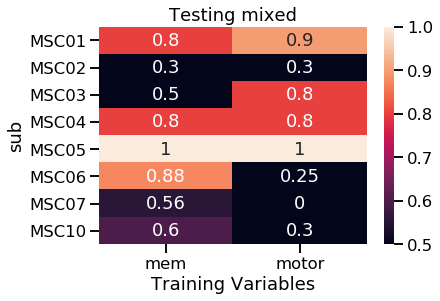 Testing mixed
sub
MSC01 0.8 0.9
MSC02 0.3 0.3
MSC03 0.5 0.8
MSC04 0.8 0.8
MSC05 1 1
MSC06 0.88 0.25
MSC07 0.56 0
MSC10 0.6 0.3
mem motor
Training Variables
1.0
0.9
0.8
0.7
0.6
0.5